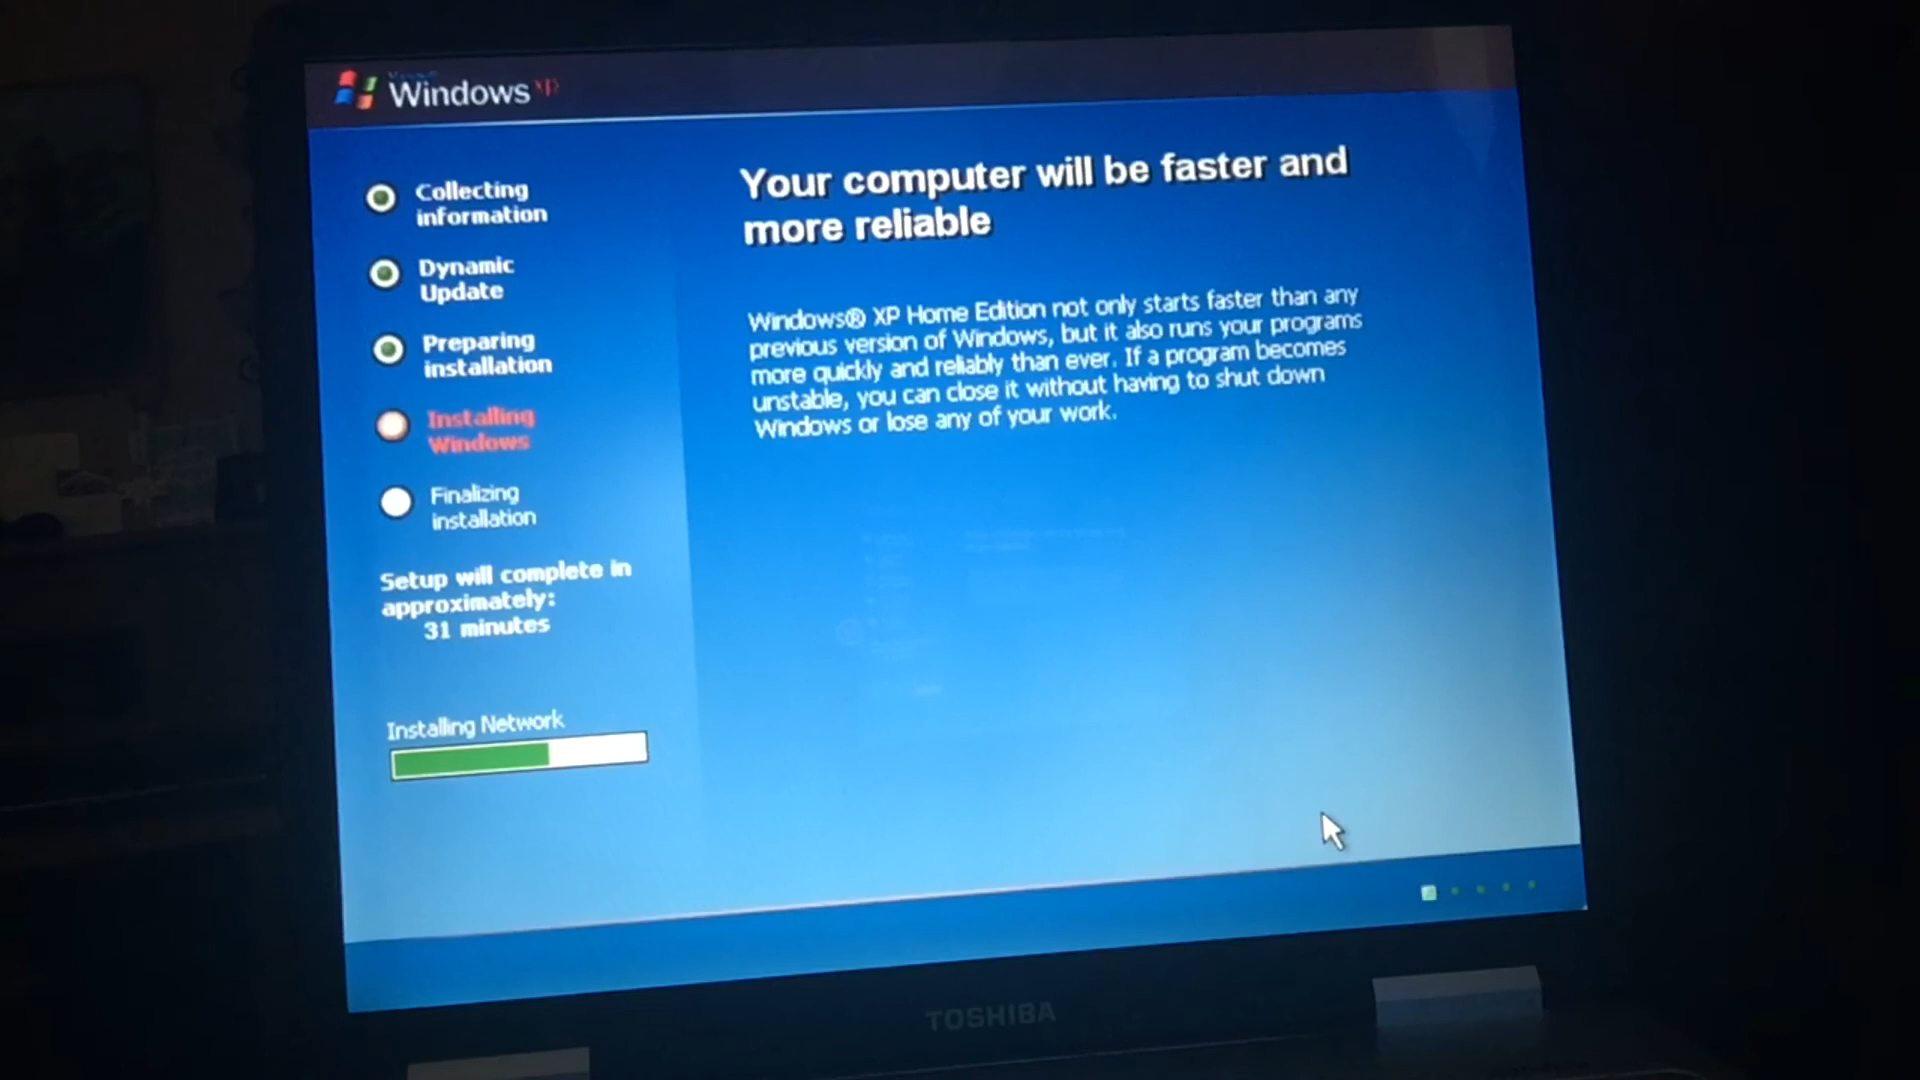 Windows xp
Collecting
information
Dynamic
Update
Preparing
installation
Installing
Windows
Finalizing
installation
Setup will complete in
approximately:
31 minutes
Installing Network
Your computer will be faster and
more reliable
Windows® XP Home Edition not only starts faster than any
previous version of Windows, but it also runs your programs
more quickly and reliably than ever. If a program becomes
unstable, you can close it without having to shut down
Windows or lose any of your work.
TOSHIBA